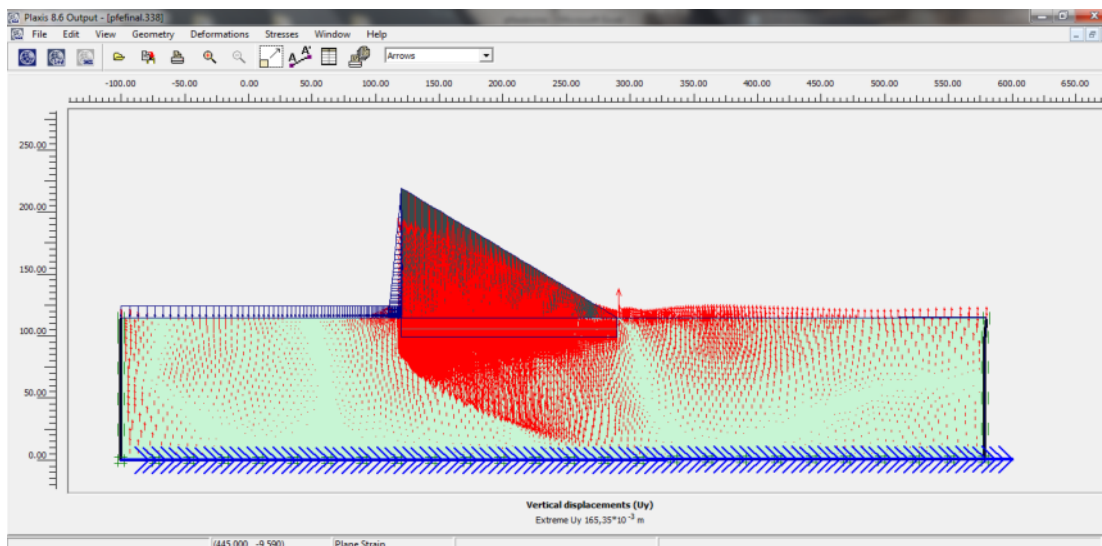 Plaxis 8.6 Output - [pfefinal.338]
File Edit View Geometry Deformations Stresses Window Help
Arrows
-100.00 -50.00 0.00 50.00 100.00 150.00 200.00 250.00 300.00 350.00 400.00 450.00 500.00 550.00 600.00 650.00
250.00
200.00
150.00
100.00
50.00
0.00
Vertical displacements (Uy)
Extreme Uy 165,35*10-3 m
(445.000 -9.590) Plane Strain